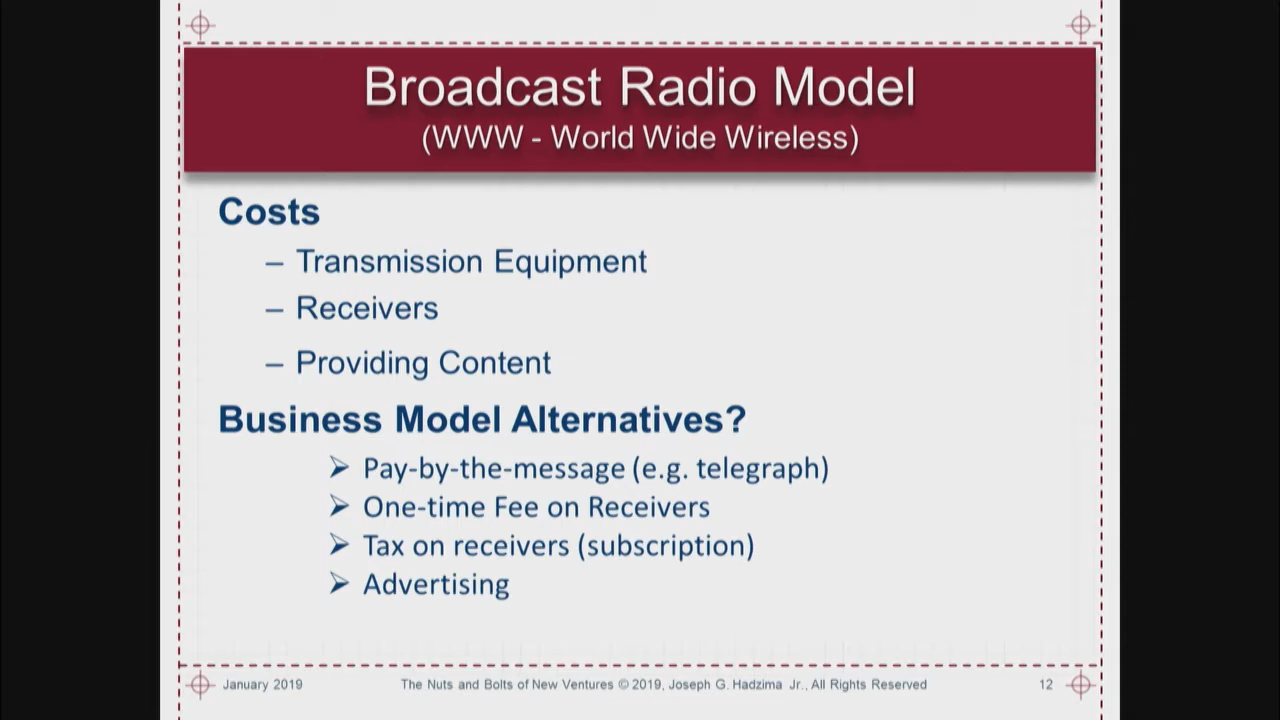 Broadcast Radio Model
(WWW - World Wide Wireless)
Costs
– Transmission Equipment
– Receivers
– Providing Content
Business Model Alternatives?
➢ Pay-by-the-message (e.g. telegraph)
➢ One-time Fee on Receivers
➢ Tax on receivers (subscription)
➢ Advertising
January 2019 The Nuts and Bolts of New Ventures © 2019, Joseph G. Hadzima Jr., All Rights Reserved 12